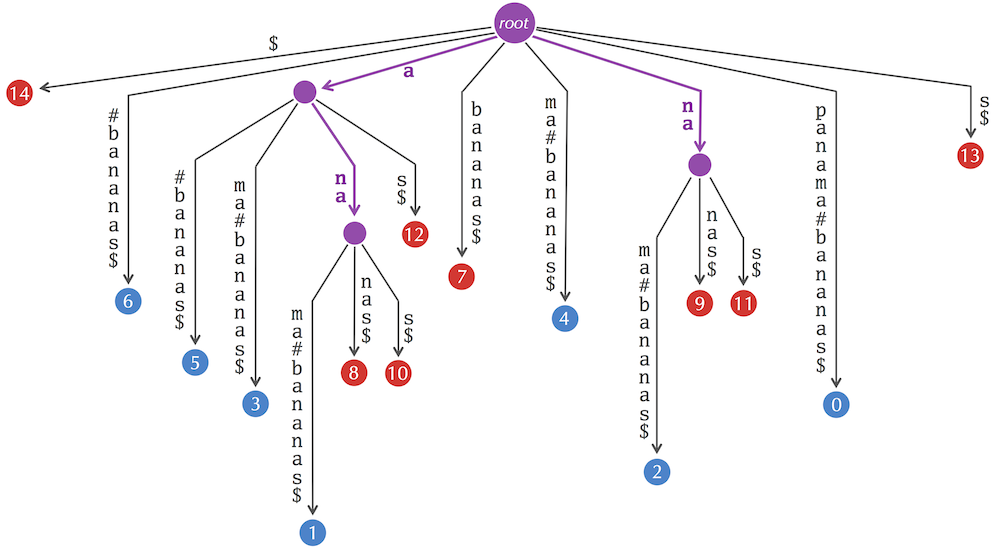 root
$
14
#bananas$
6
a
#bananas$
5
ma#bananas$
3
na
ma#bananas$
1
nas$
8
s$
10
s$
12
bananas$
7
ma#bananas$
4
na
ma#bananas$
2
nas$
9
s$
11
panama#bananas$
0
s$
13